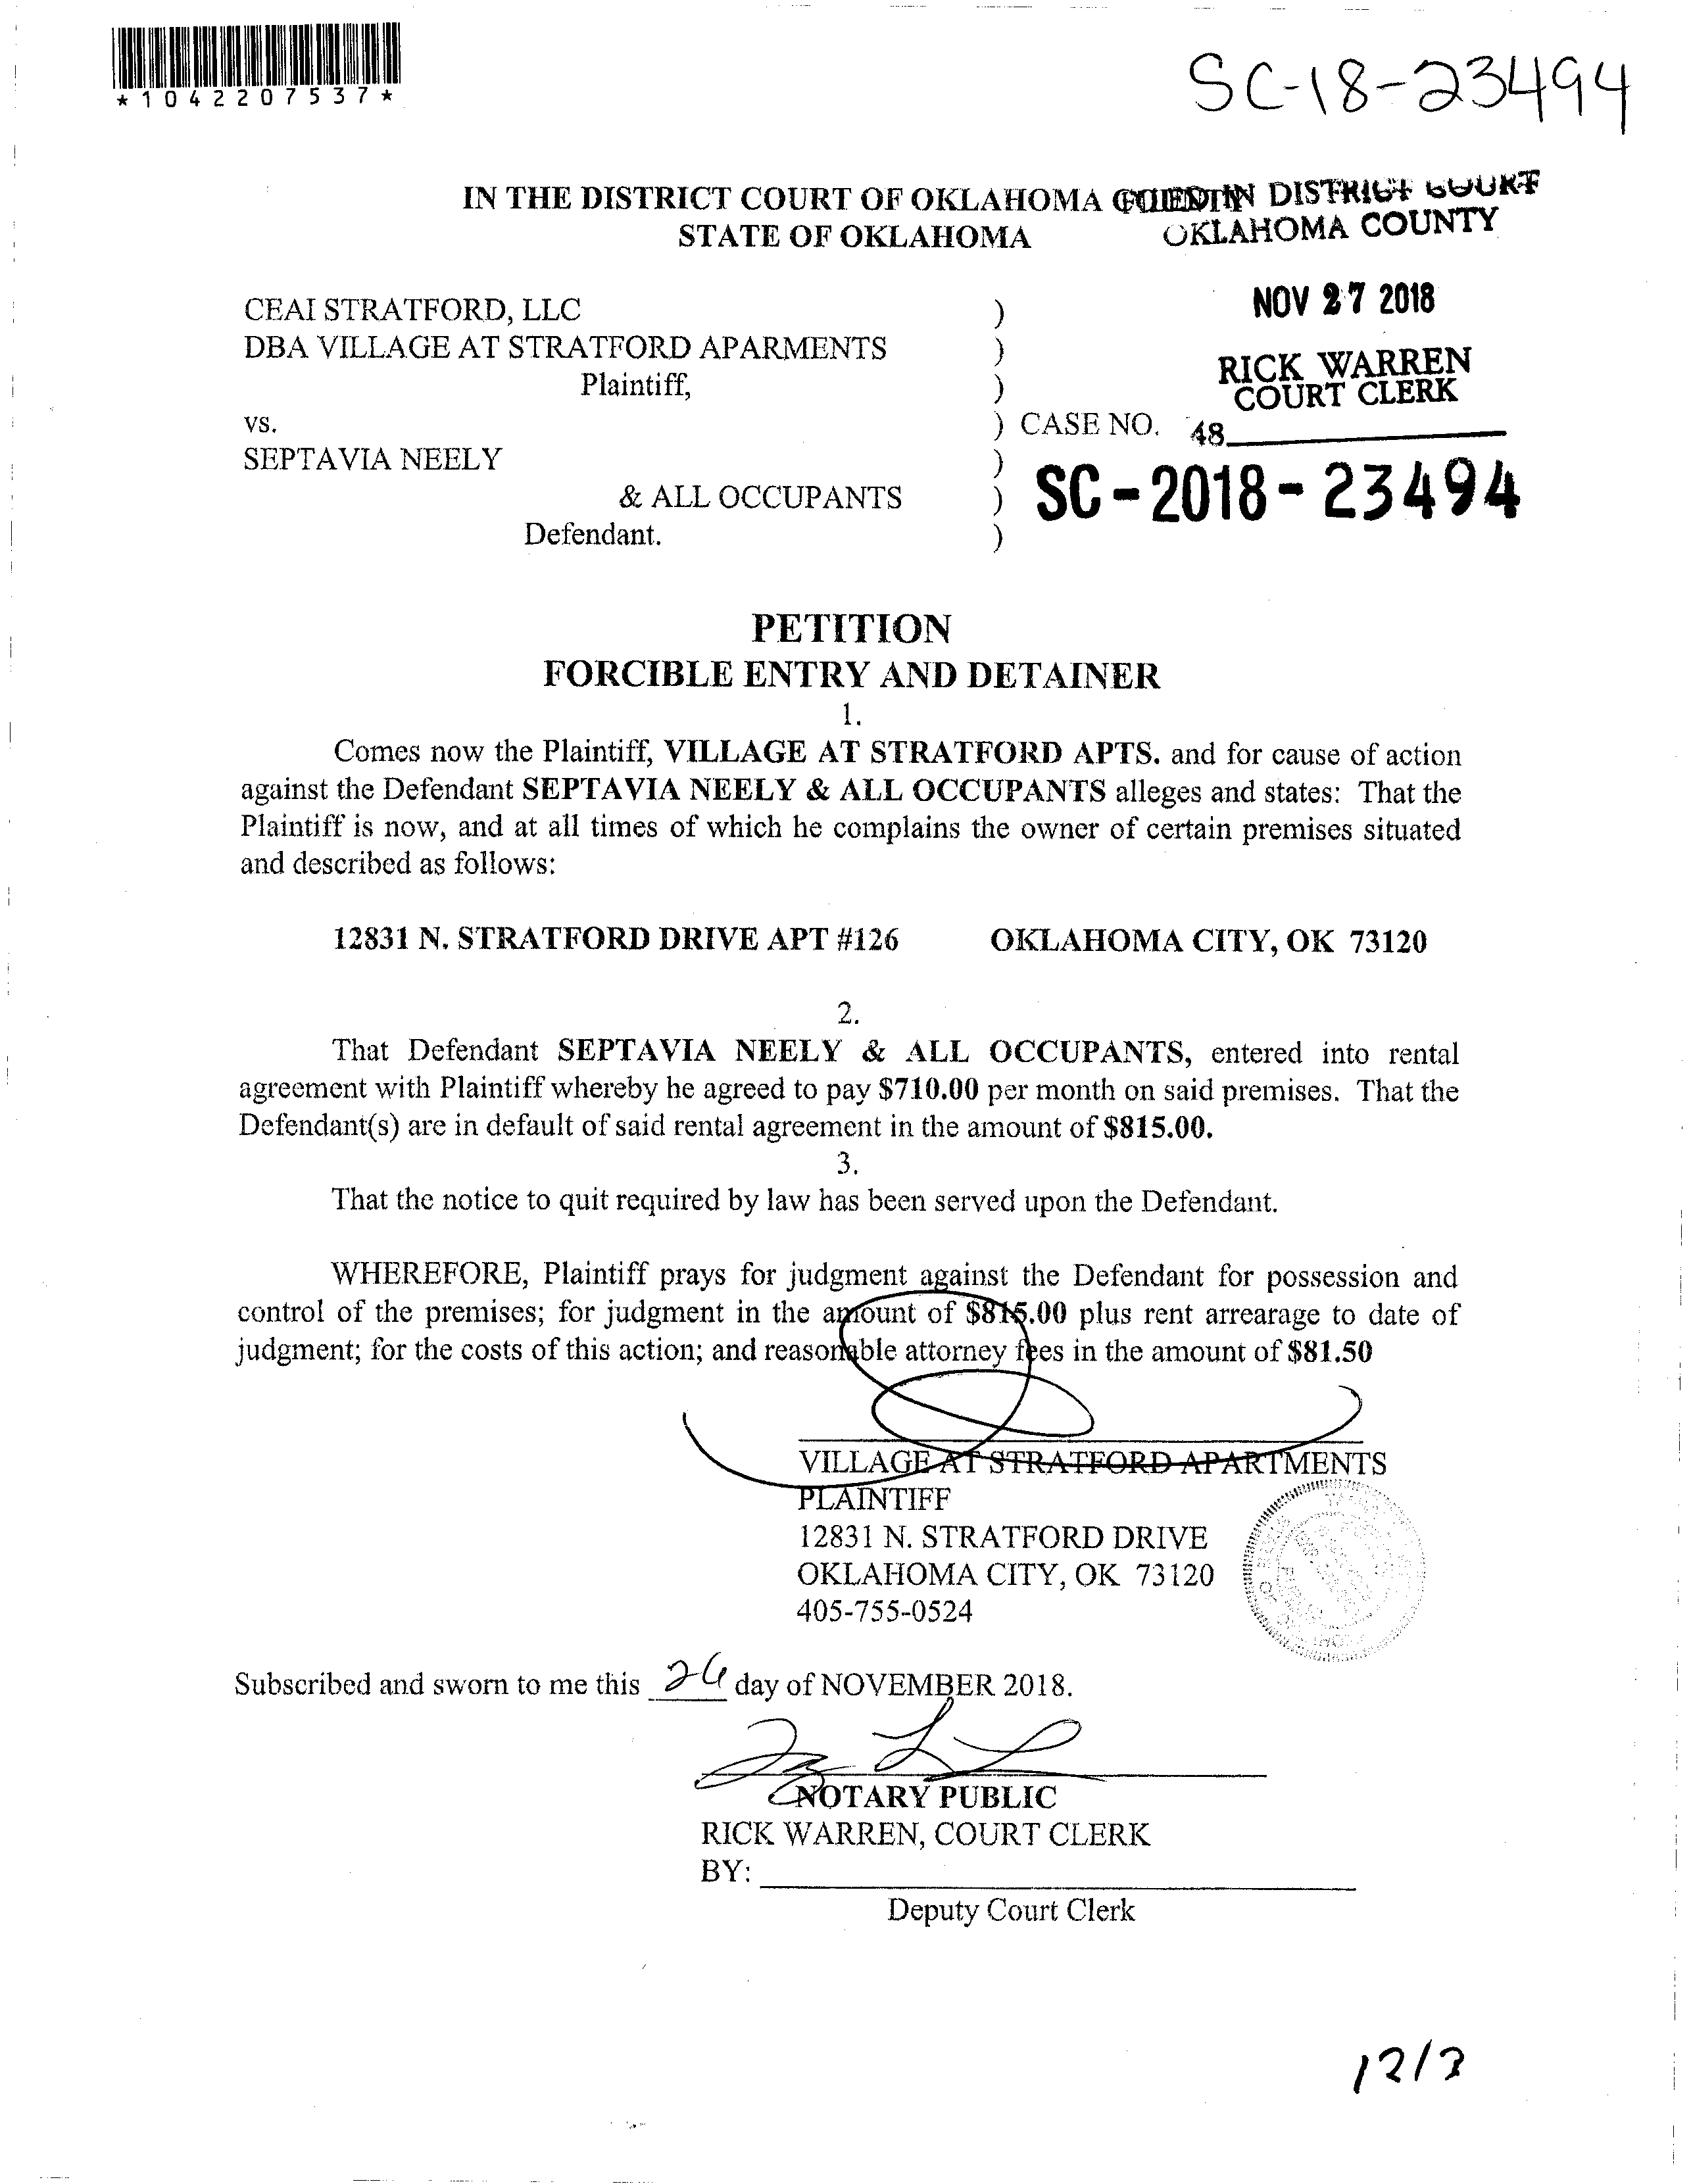 *1042207537*
SC-18-23494
IN THE DISTRICT COURT OF OKLAHOMA COUNTY
STATE OF OKLAHOMA
FILED IN DISTRICT COURT
OKLAHOMA COUNTY
NOV 27 2018
RICK WARREN
COURT CLERK
48
CEAI STRATFORD, LLC )
DBA VILLAGE AT STRATFORD APARMENTS )
Plaintiff, )
vs. ) CASE NO.
SEPTAVIA NEELY )
& ALL OCCUPANTS ) SC-2018-23494
Defendant. )
PETITION
FORCIBLE ENTRY AND DETAINER
1.
Comes now the Plaintiff, VILLAGE AT STRATFORD APTS. and for cause of action
against the Defendant SEPTAVIA NEELY & ALL OCCUPANTS alleges and states: That the
Plaintiff is now, and at all times of which he complains the owner of certain premises situated
and described as follows:
12831 N. STRATFORD DRIVE APT #126 OKLAHOMA CITY, OK 73120
2.
That Defendant SEPTAVIA NEELY & ALL OCCUPANTS, entered into rental
agreement with Plaintiff whereby he agreed to pay $710.00 per month on said premises. That the
Defendant(s) are in default of said rental agreement in the amount of $815.00.
3.
That the notice to quit required by law has been served upon the Defendant.
WHEREFORE, Plaintiff prays for judgment against the Defendant for possession and
control of the premises; for judgment in the amount of $815.00 plus rent arrearage to date of
judgment; for the costs of this action; and reasonable attorney fees in the amount of $81.50
VILLAGE AT STRATFORD APARTMENTS
PLAINTIFF
12831 N. STRATFORD DRIVE
OKLAHOMA CITY, OK 73120
405-755-0524
Subscribed and sworn to me this 26 day of NOVEMBER 2018.
NOTARY PUBLIC
RICK WARREN, COURT CLERK
BY:
Deputy Court Clerk